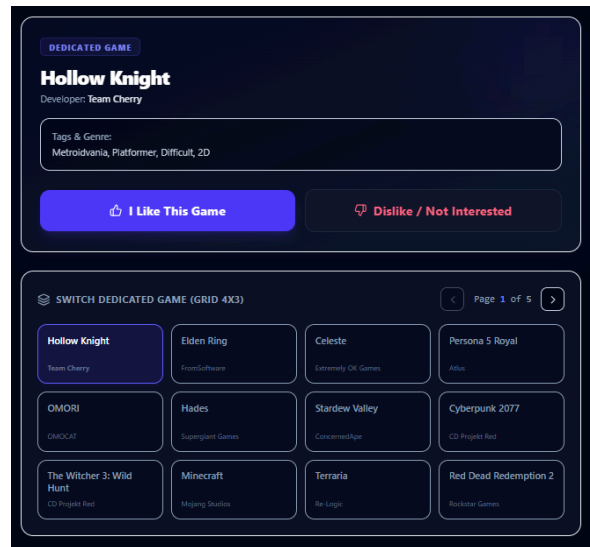 DEDICATED GAME
Hollow Knight
Developer: Team Cherry
Tags & Genre:
Metroidvania, Platformer, Difficult, 2D
I Like This Game
Dislike / Not Interested
SWITCH DEDICATED GAME (GRID 4X3)
Page 1 of 5
Hollow Knight
Team Cherry
Elden Ring
FromSoftware
Celeste
Extremely OK Games
Persona 5 Royal
Atlus
OMORI
OMOCAT
Hades
Supergiant Games
Stardew Valley
ConcernedApe
Cyberpunk 2077
CD Projekt Red
The Witcher 3: Wild
Hunt
CD Projekt Red
Minecraft
Mojang Studios
Terraria
Re-Logic
Red Dead Redemption 2
Rockstar Games